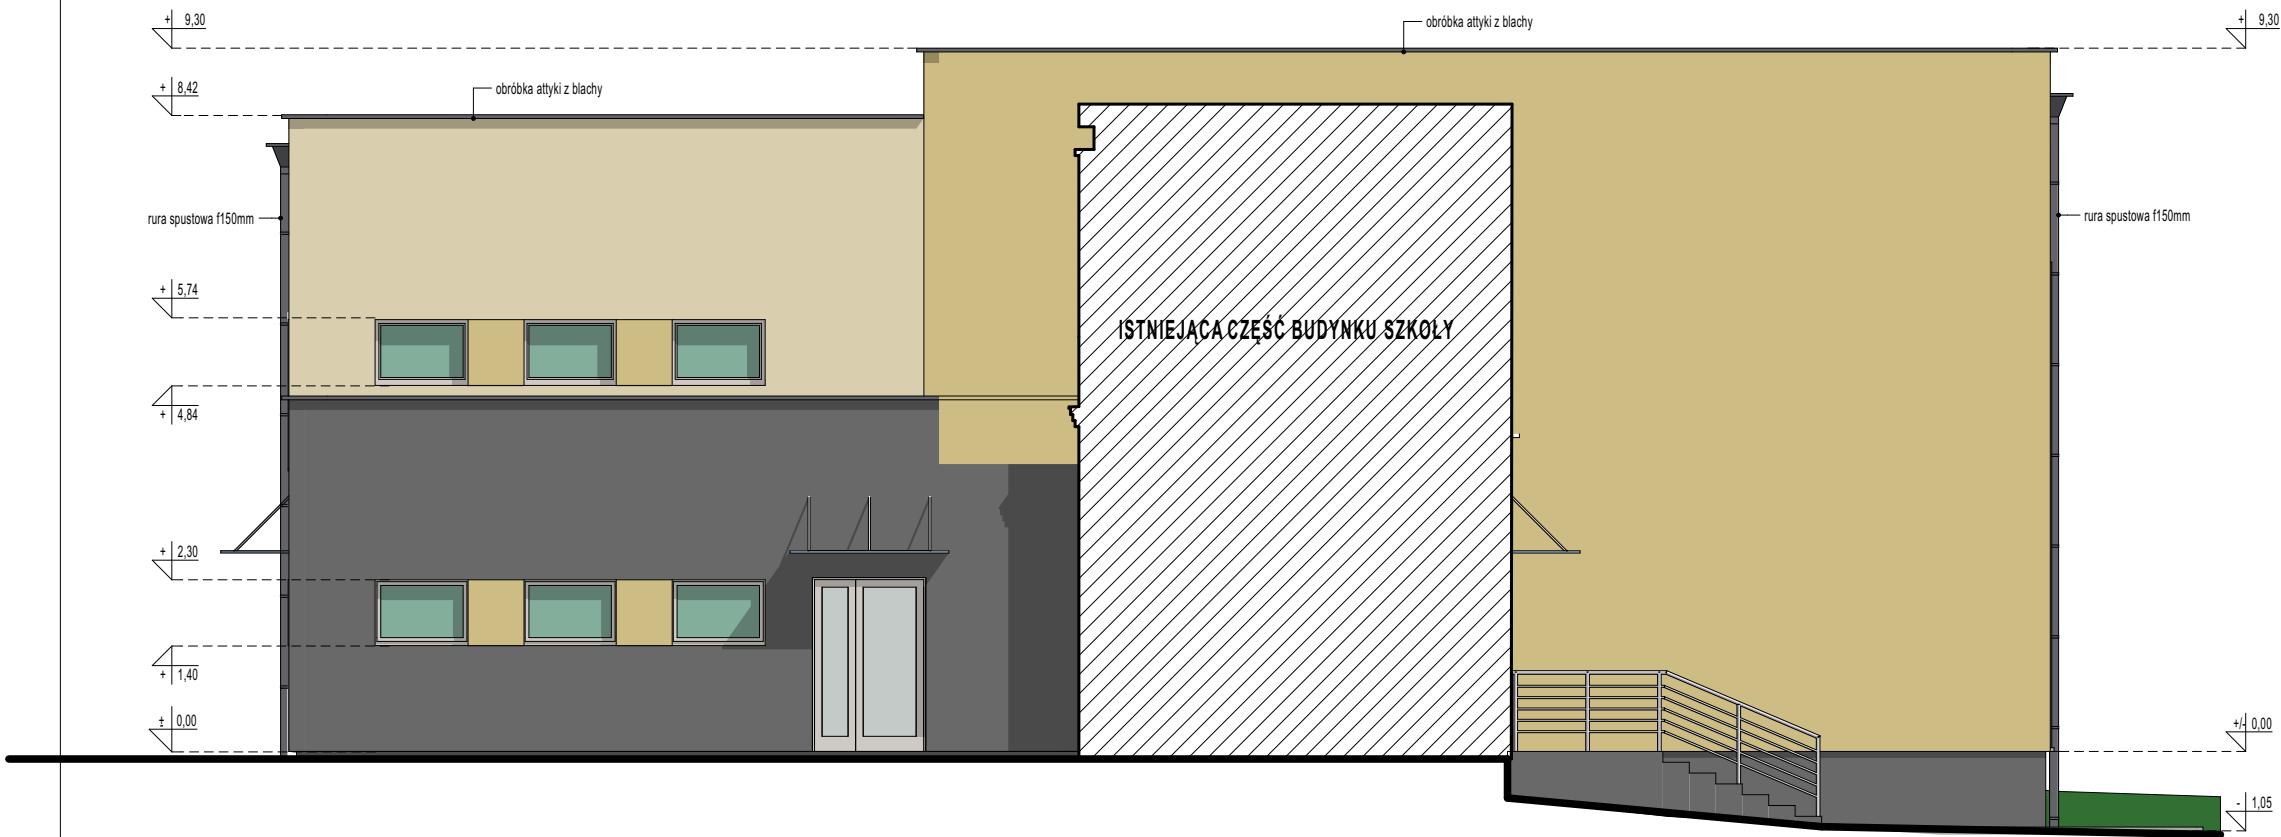 + 9,30
obróbka attyki z blachy
+ 9,30
+ 8,42
obróbka attyki z blachy
rura spustowa f150mm
rura spustowa f150mm
+ 5,74
ISTNIEJĄCA CZĘŚĆ BUDYNKU SZKOŁY
+ 4,84
+ 2,30
+ 1,40
± 0,00
+/- 0,00
- 1,05